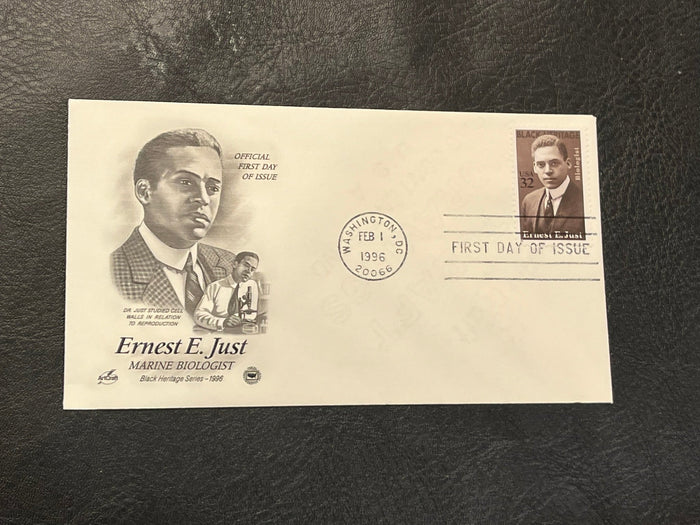 OFFICIAL
FIRST DAY
OF ISSUE
DR. JUST STUDIED CELL
WALLS IN RELATION
TO REPRODUCTION
Ernest E. Just
MARINE BIOLOGIST
Black Heritage Series – 1996
ArtCraft
WASHINGTON, DC
FEB 1
1996
20066
BLACK HERITAGE
USA
32
Biologist
Ernest E. Just
FIRST DAY OF ISSUE